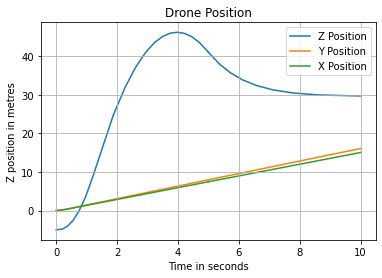 Drone Position
Z Position
Y Position
X Position
Z position in metres
40
30
20
10
0
0
2
4
6
8
10
Time in seconds